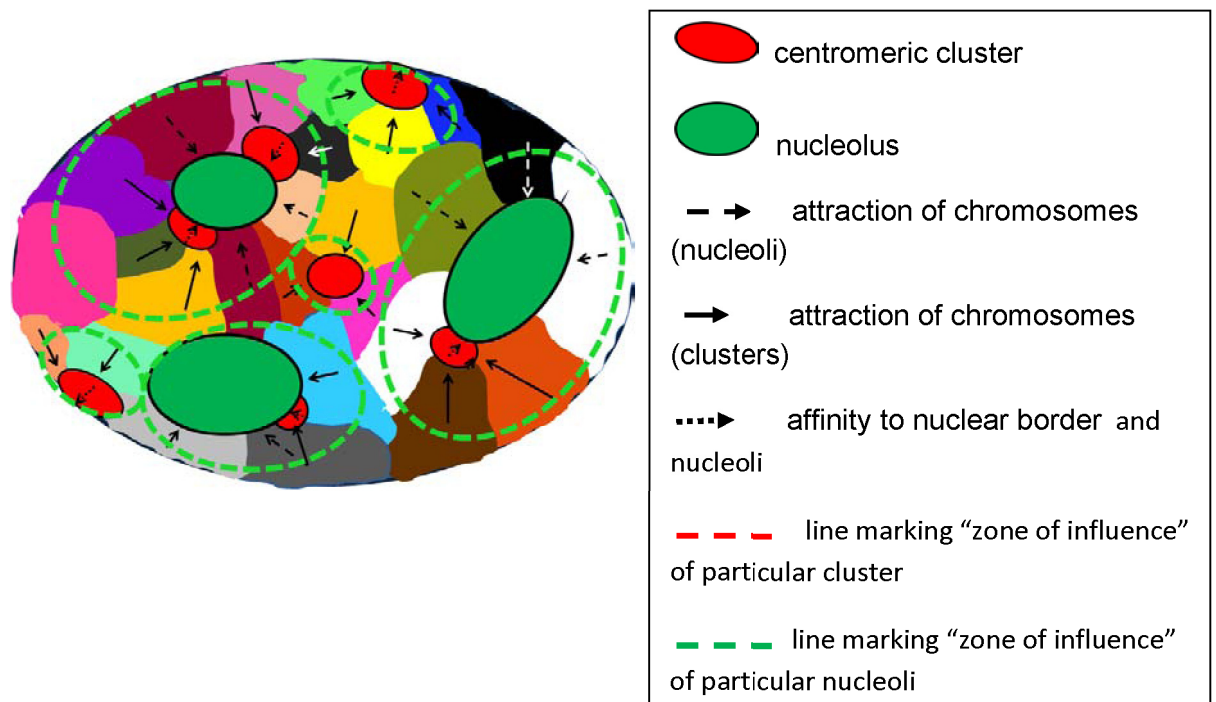 centromeric cluster
nucleolus
attraction of chromosomes
(nucleoli)
attraction of chromosomes
(clusters)
affinity to nuclear border and
nucleoli
line marking “zone of influence”
of particular cluster
line marking “zone of influence”
of particular nucleoli